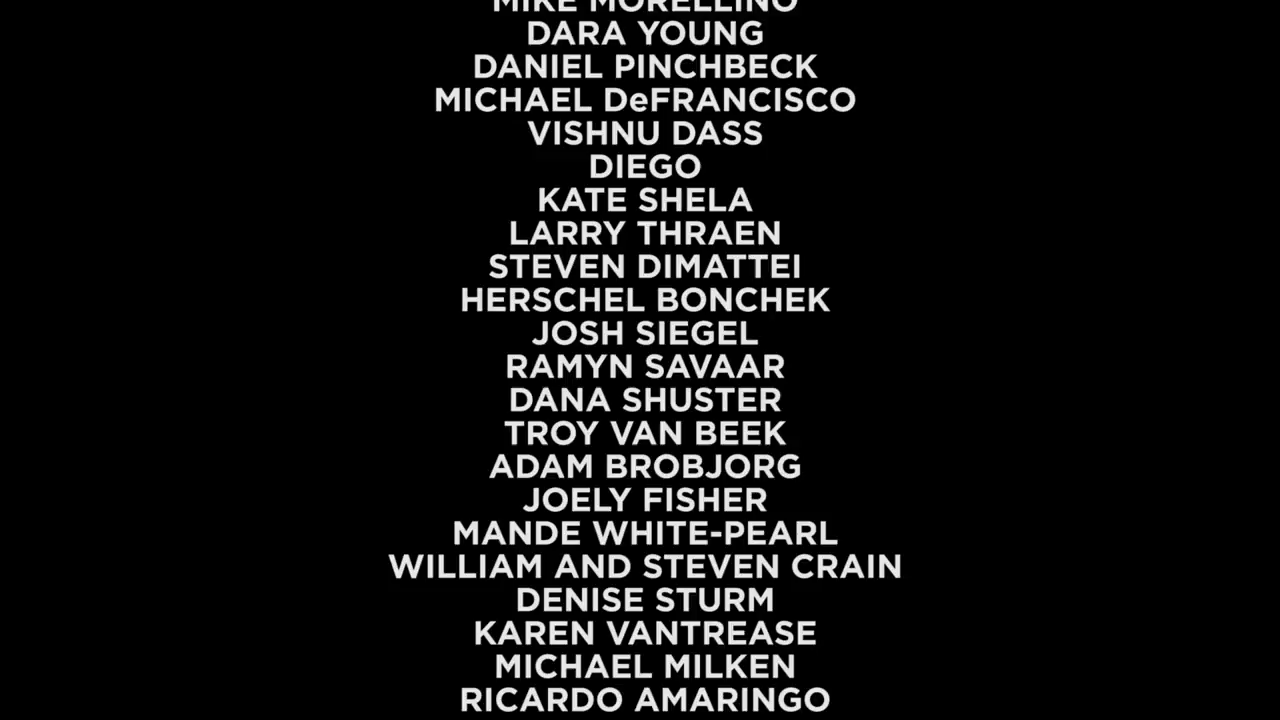 MIKE MORELLINO
DARA YOUNG
DANIEL PINCHBECK
MICHAEL DeFRANCISCO
VISHNU DASS
DIEGO
KATE SHELA
LARRY THRAEN
STEVEN DIMATTEI
HERSCHEL BONCHEK
JOSH SIEGEL
RAMYN SAVAAR
DANA SHUSTER
TROY VAN BEEK
ADAM BROBJORG
JOELY FISHER
MANDE WHITE-PEARL
WILLIAM AND STEVEN CRAIN
DENISE STURM
KAREN VANTREASE
MICHAEL MILKEN
RICARDO AMARINGO